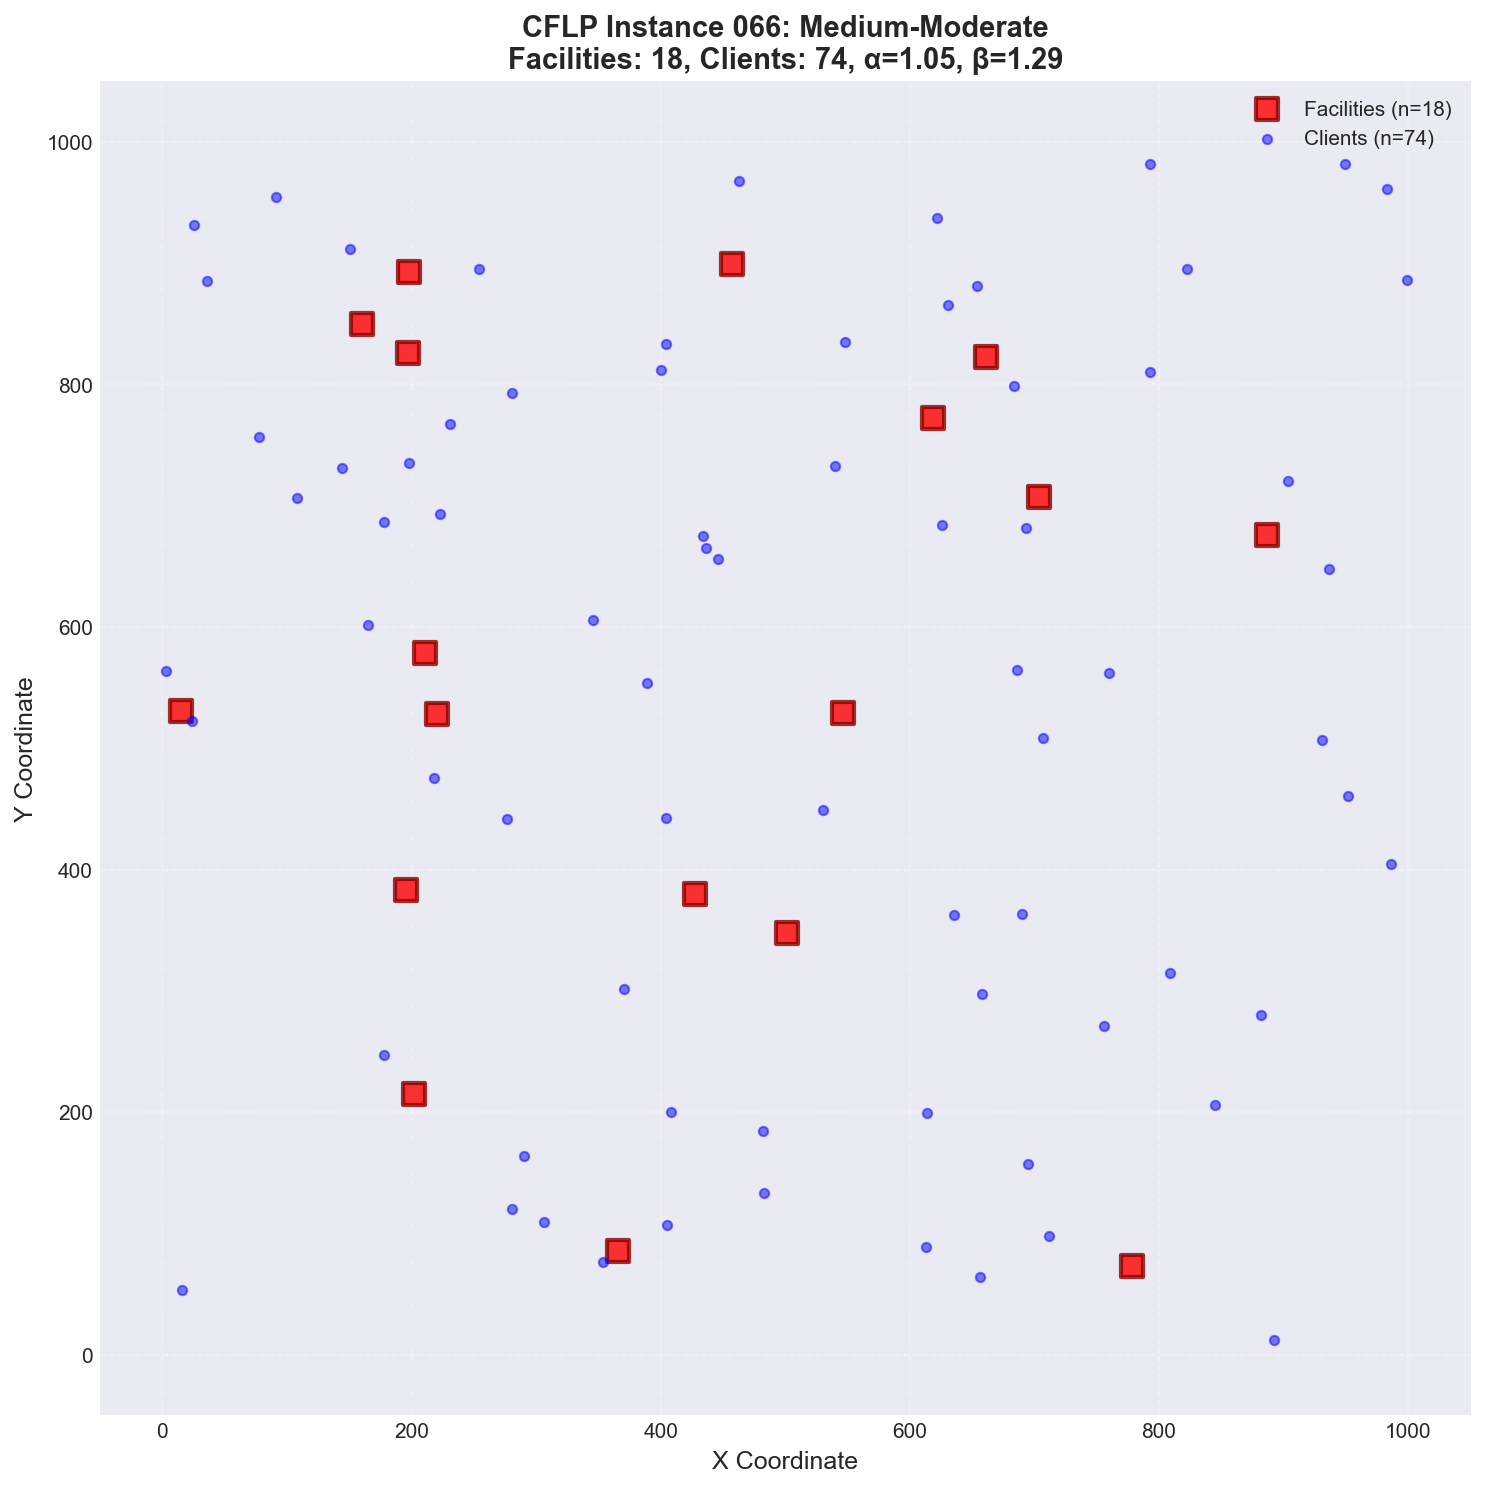 CFLP Instance 066: Medium-Moderate
Facilities: 18, Clients: 74, α=1.05, β=1.29
Facilities (n=18)
Clients (n=74)
1000
800
600
400
200
0
Y Coordinate
0
200
400
600
800
1000
X Coordinate